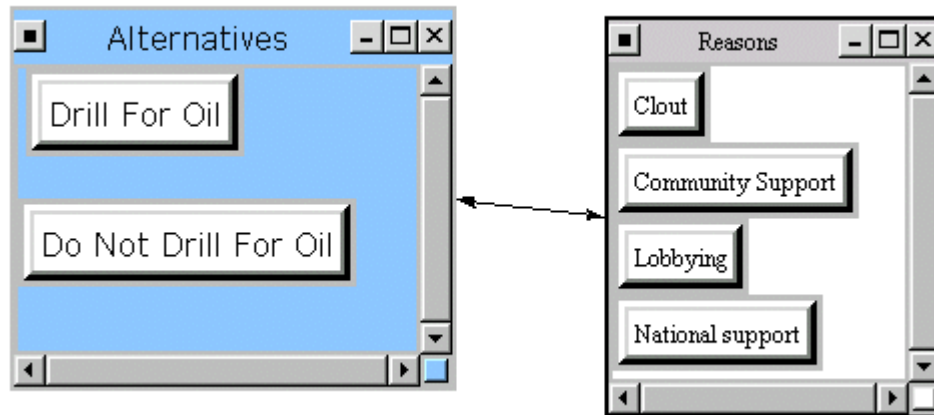 Alternatives
Drill For Oil
Do Not Drill For Oil
Reasons
Clout
Community Support
Lobbying
National support